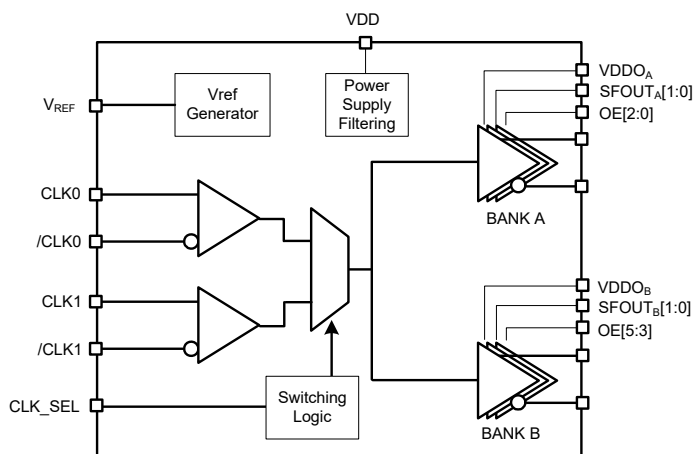 VDD
VREF
Vref
Generator
Power
Supply
Filtering
VDDOA
SFOUTA[1:0]
OE[2:0]
BANK A
CLK0
/CLK0
CLK1
/CLK1
CLK_SEL
Switching
Logic
VDDOB
SFOUTB[1:0]
OE[5:3]
BANK B